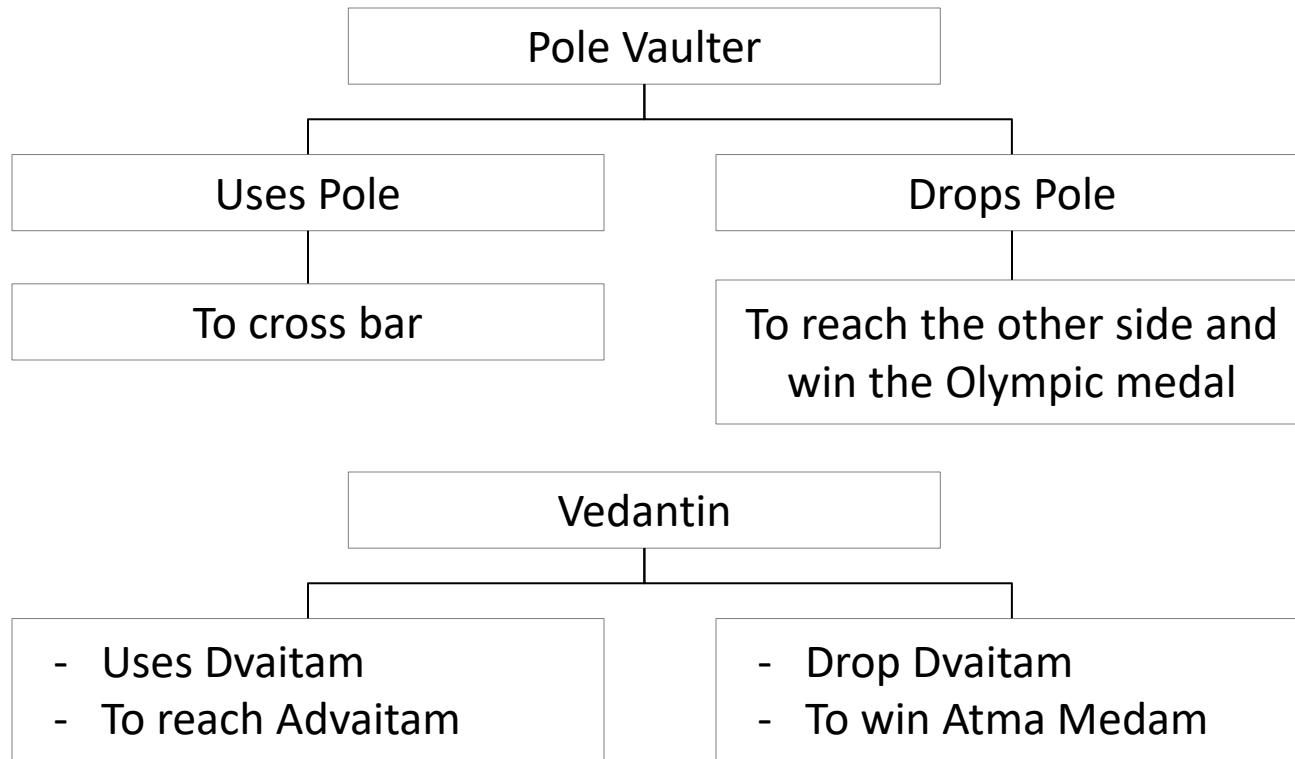 Pole Vaulter
Uses Pole
Drops Pole
To cross bar
To reach the other side and
win the Olympic medal
Vedantin
- Uses Dvaitam
- To reach Advaitam
- Drop Dvaitam
- To win Atma Medam